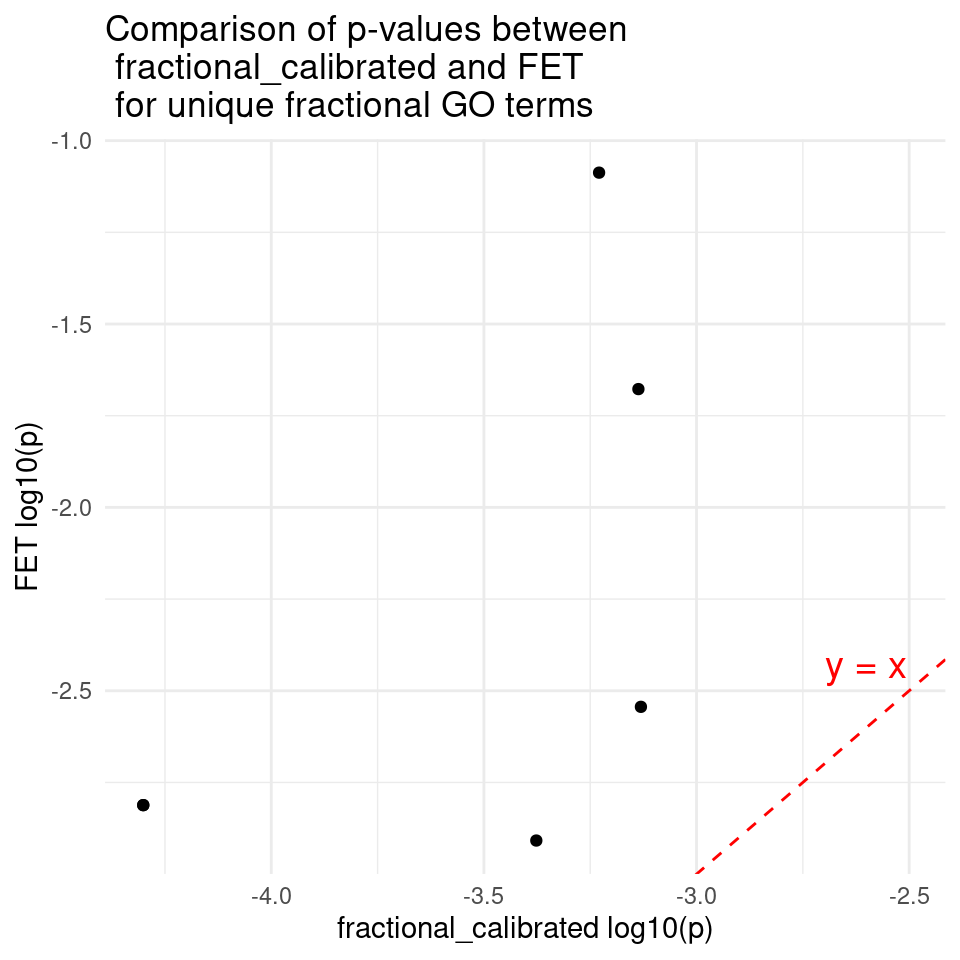 Comparison of p-values between
fractional_calibrated and FET
for unique fractional GO terms
-1.0
-1.5
-2.0
-2.5
FET log10(p)
y = x
-4.0
-3.5
-3.0
-2.5
fractional_calibrated log10(p)